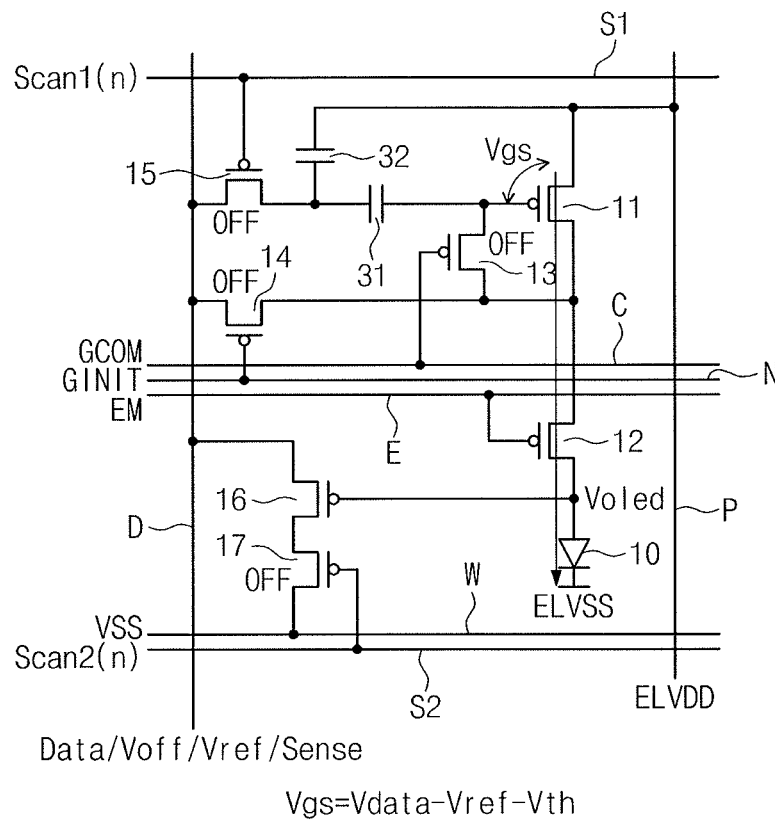 S1
Scan1(n)
32
Vgs
15
11
OFF
31
OFF
13
OFF
14
C
GCOM
GINIT
N
EM
E
12
16
Voled
P
D
17
10
OFF
W
ELVSS
VSS
Scan2(n)
S2
ELVDD
Data/Voff/Vref/Sense
Vgs=Vdata-Vref-Vth